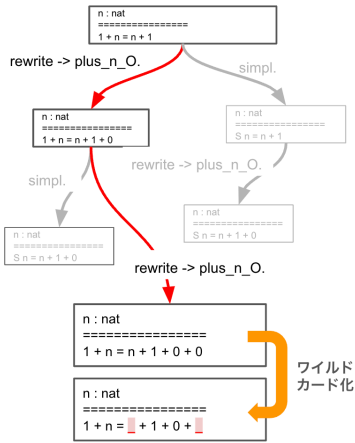 n : nat
================
1 + n = n + 1
rewrite -> plus_n_O.
simpl.
n : nat
================
1 + n = n + 1 + 0
n : nat
================
S n = n + 1
simpl.
rewrite -> plus_n_O.
n : nat
================
S n = n + 1 + 0
n : nat
================
S n = n + 1 + 0
rewrite -> plus_n_O.
n : nat
================
1 + n = n + 1 + 0 + 0
ワイルド
カード化
n : nat
================
1 + n = _ + 1 + 0 + _